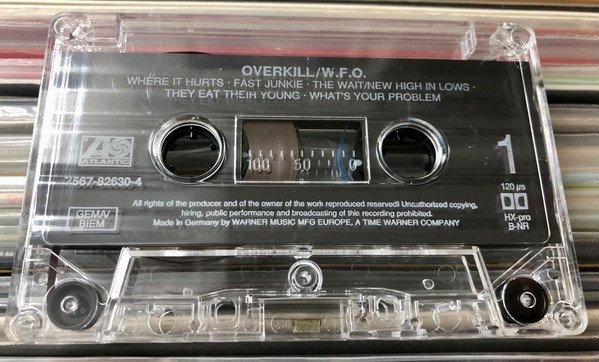 OVERKILL/W.F.O.
WHERE IT HURTS · FAST JUNKIE · THE WAIT/NEW HIGH IN LOWS ·
THEY EAT THEIR YOUNG · WHAT'S YOUR PROBLEM
ATLANTIC
7567-82630-4
100 50 0
1
120 µs
HX-pro
B-NR
GEMA/
BIEM
All rights of the producer and of the owner of the work reproduced reserved! Unauthorized copying,
hiring, public performance and broadcasting of this recording prohibited.
Made in Germany by WARNER MUSIC MFG EUROPE, A TIME WARNER COMPANY